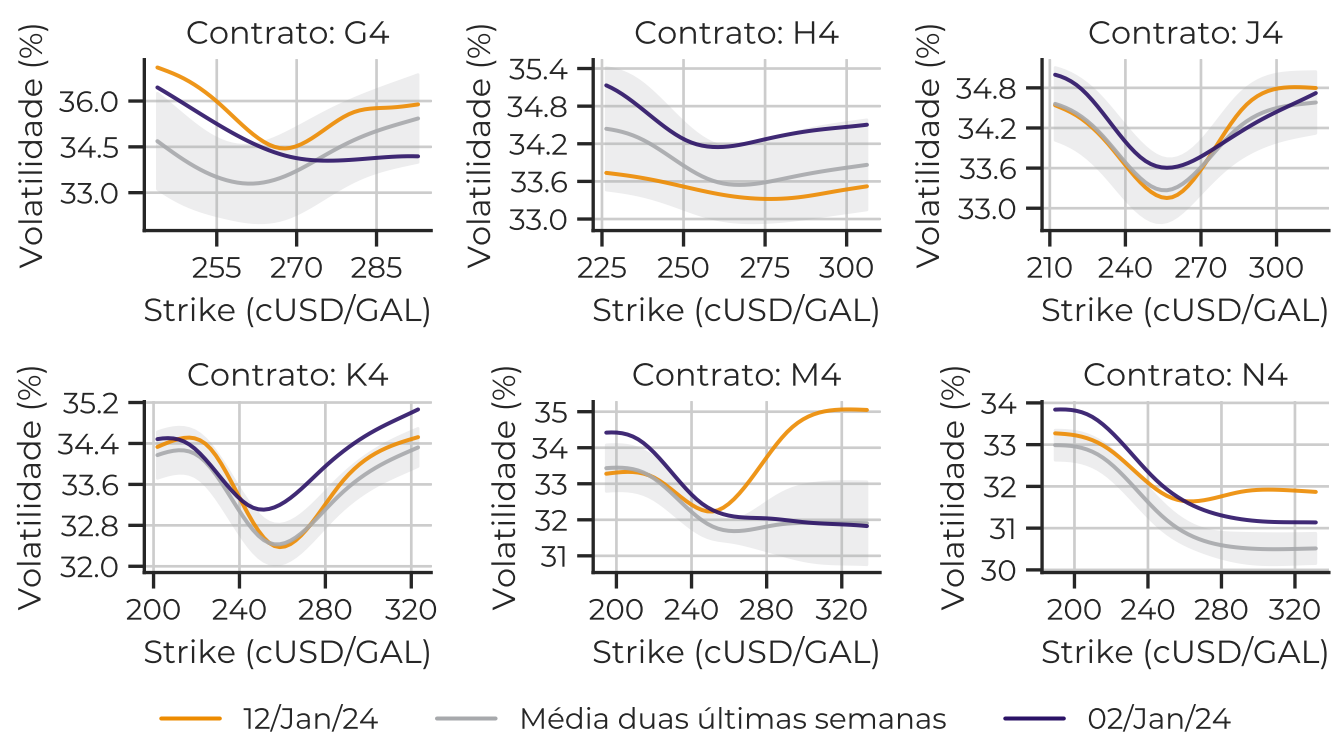 Contrato: G4
Volatilidade (%)
36.0
34.5
33.0
255 270 285
Strike (cUSD/GAL)
Contrato: H4
Volatilidade (%)
35.4
34.8
34.2
33.6
33.0
225 250 275 300
Strike (cUSD/GAL)
Contrato: J4
Volatilidade (%)
34.8
34.2
33.6
33.0
210 240 270 300
Strike (cUSD/GAL)
Contrato: K4
Volatilidade (%)
35.2
34.4
33.6
32.8
32.0
200 240 280 320
Strike (cUSD/GAL)
Contrato: M4
Volatilidade (%)
35
34
33
32
31
200 240 280 320
Strike (cUSD/GAL)
Contrato: N4
Volatilidade (%)
34
33
32
31
30
200 240 280 320
Strike (cUSD/GAL)
12/Jan/24 Média duas últimas semanas 02/Jan/24